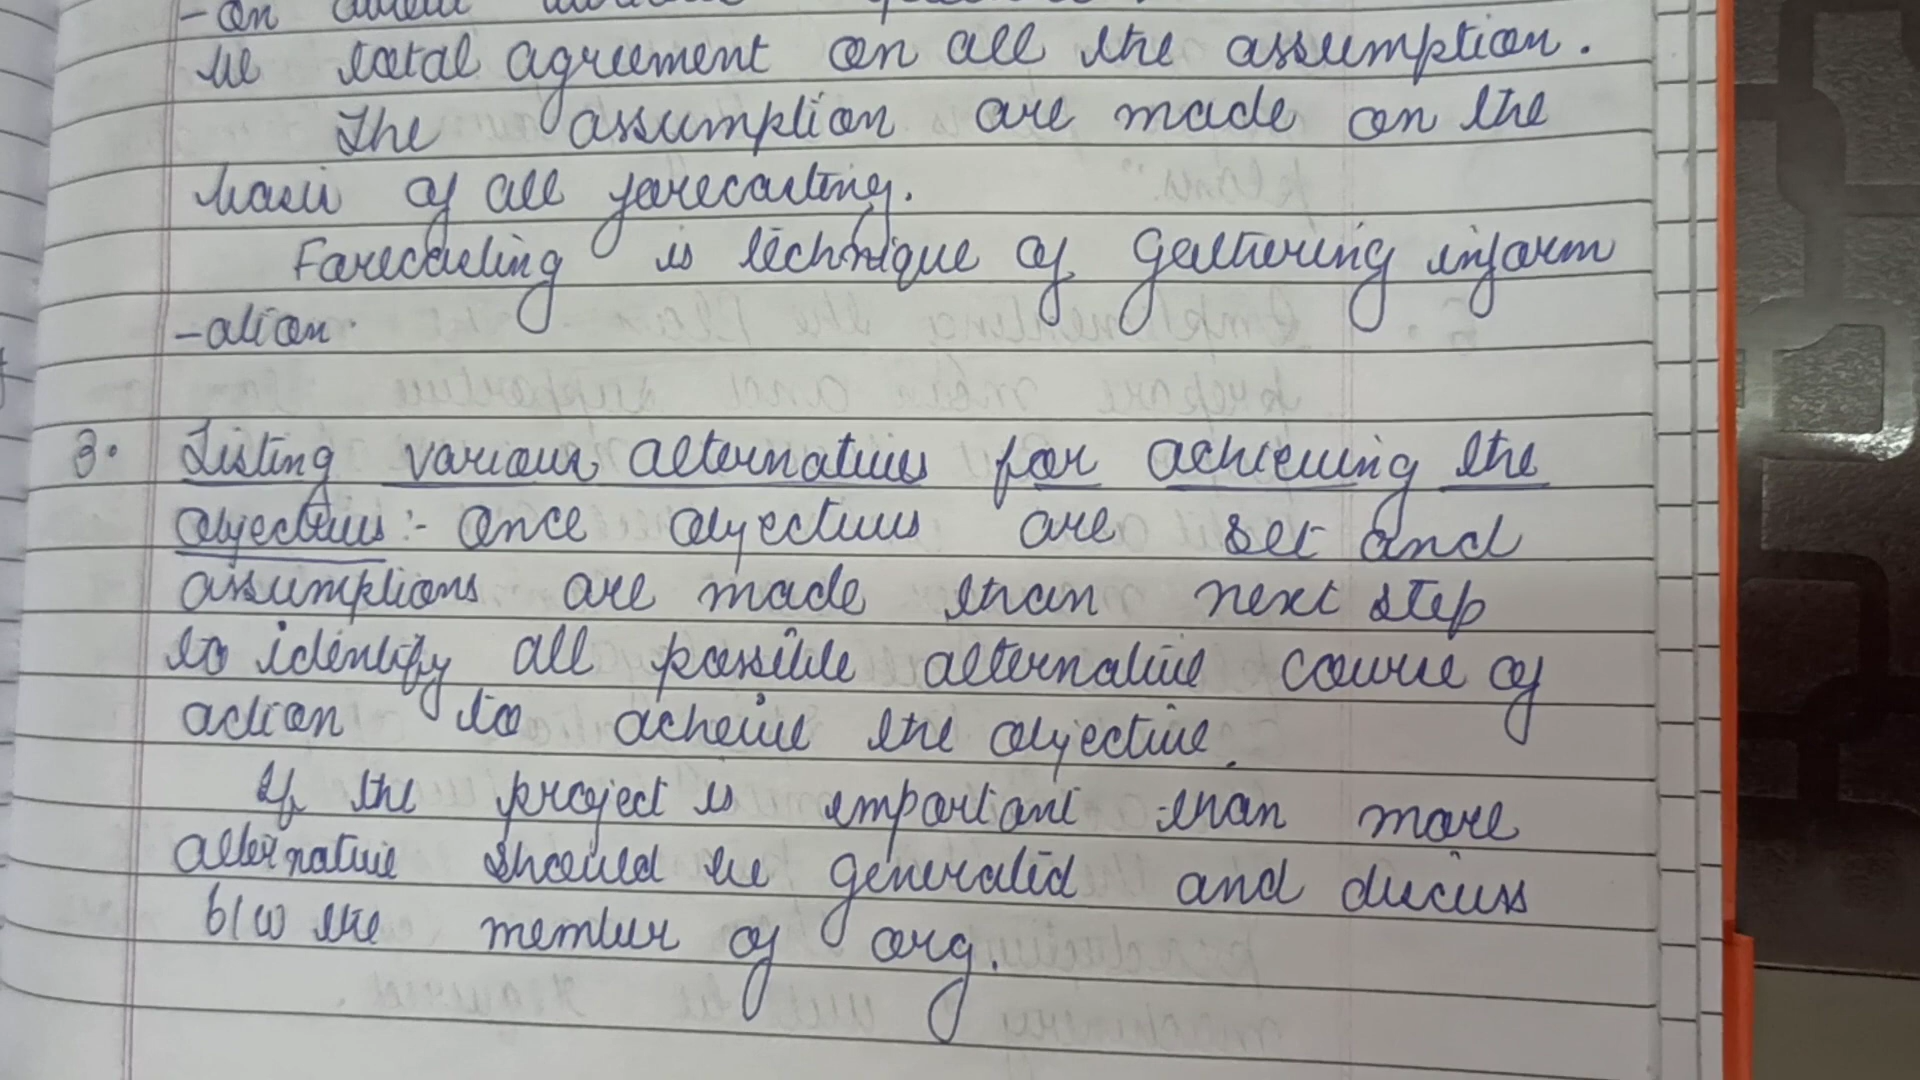 -on
be total agreement on all the assumption.
The assumption are made on the
basis of all forecasting.
Forecasting is technique of gathering inform
-ation.
3. Listing various alternatives for achieving the
objectives:- once objectives are set and
assumptions are made than next step
to identify all possible alternative course of
action to acheive the objective.
If the project is important than more
alternative should be generated and discuss
b/w the member of org.